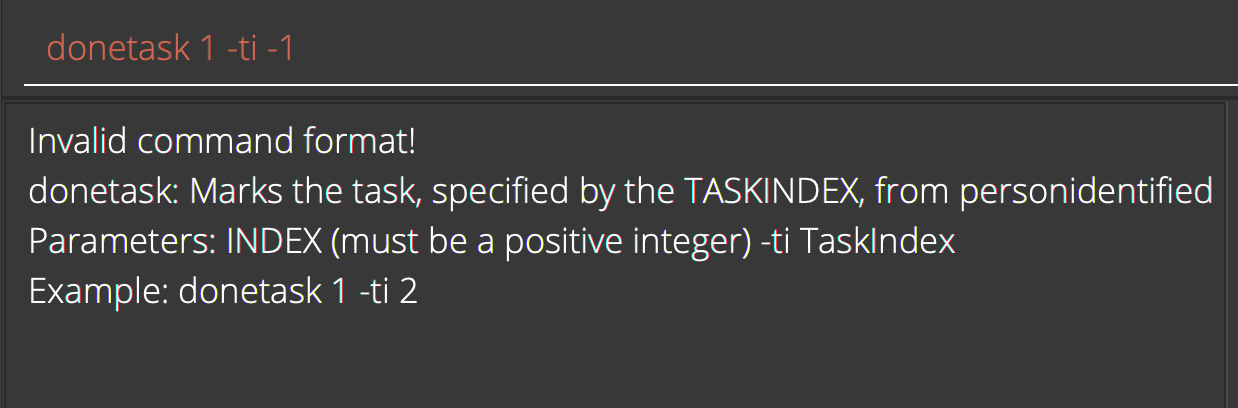 donetask 1 -ti -1
Invalid command format!
donetask: Marks the task, specified by the TASKINDEX, from personidentified
Parameters: INDEX (must be a positive integer) -ti TaskIndex
Example: donetask 1 -ti 2